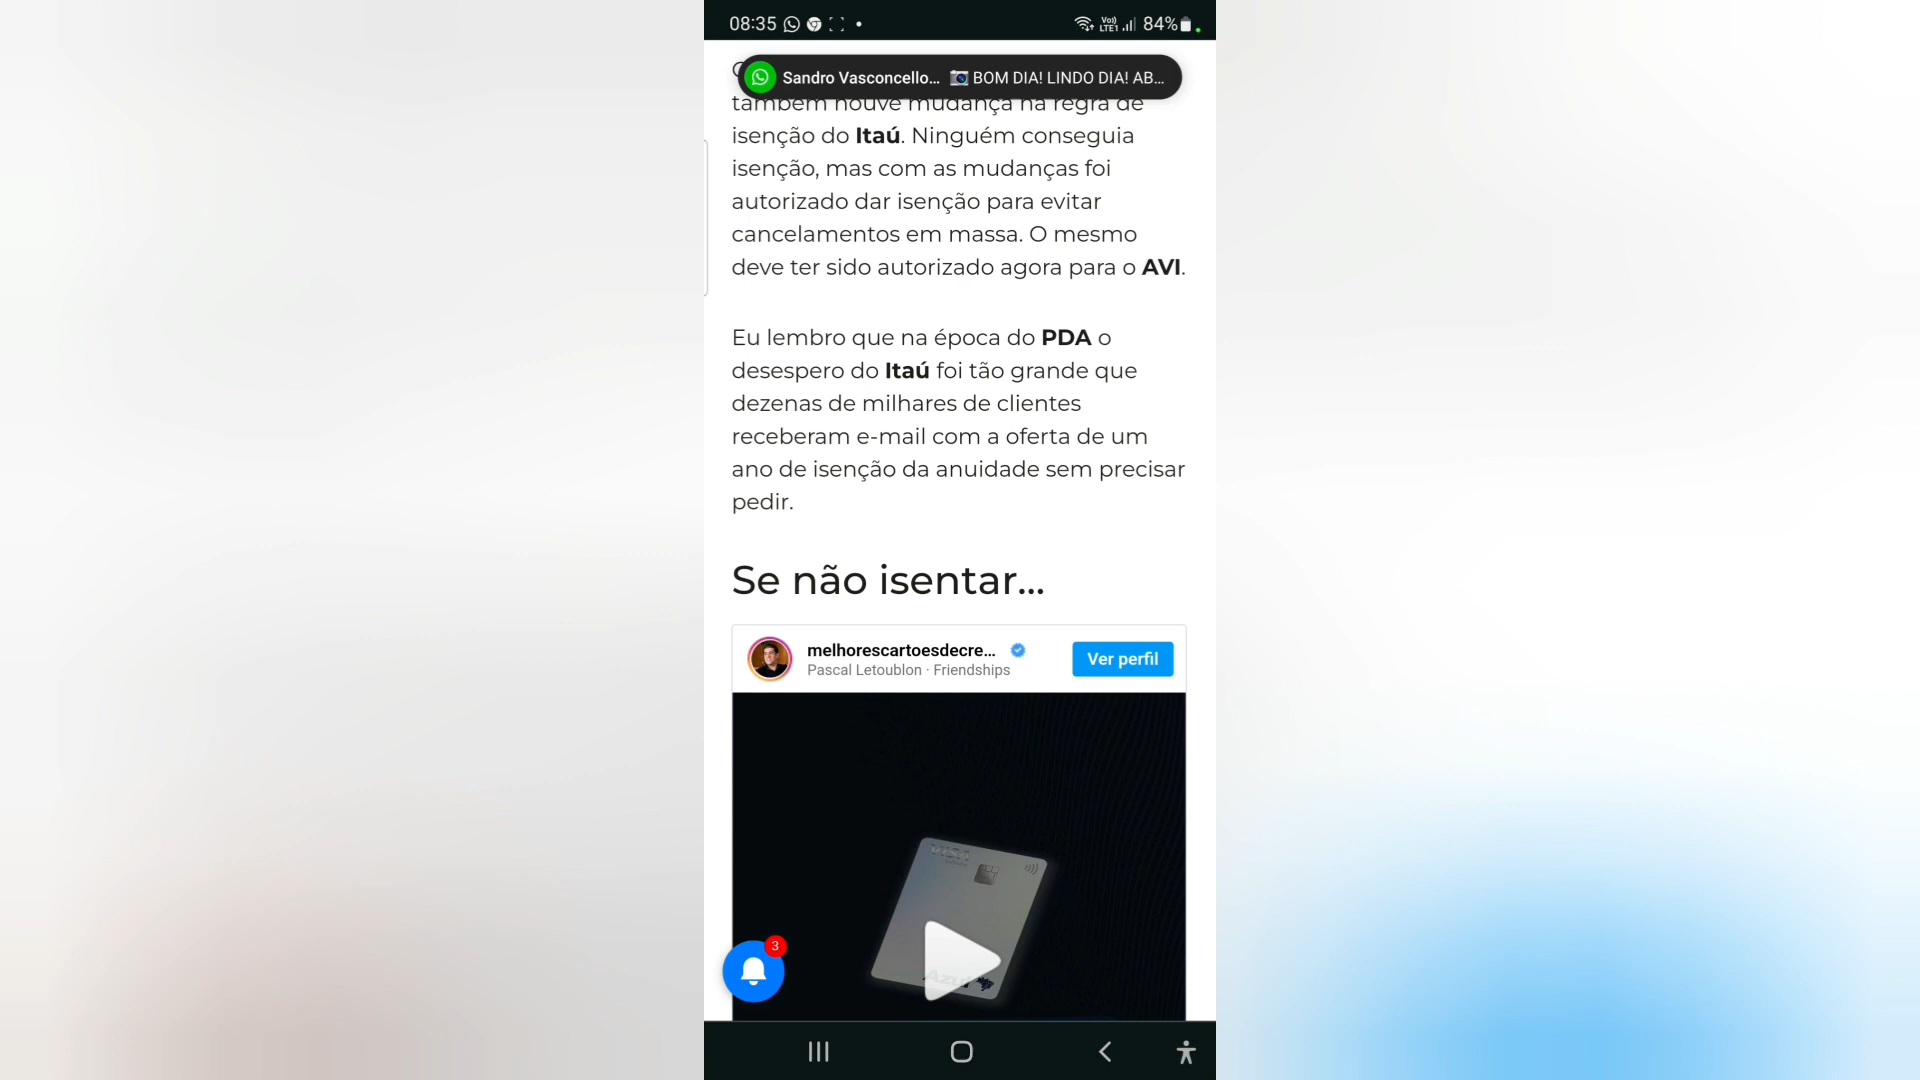 08:35
Vo))
LTE1
84%
Sandro Vasconcello... 📷 BOM DIA! LINDO DIA! AB...
também houve mudança na regra de
isenção do Itaú. Ninguém conseguia
isenção, mas com as mudanças foi
autorizado dar isenção para evitar
cancelamentos em massa. O mesmo
deve ter sido autorizado agora para o AVI.
Eu lembro que na época do PDA o
desespero do Itaú foi tão grande que
dezenas de milhares de clientes
receberam e-mail com a oferta de um
ano de isenção da anuidade sem precisar
pedir.
Se não isentar...
melhorescartoesdecre...
Ver perfil
Pascal Letoublon · Friendships
VISA
Azul
3